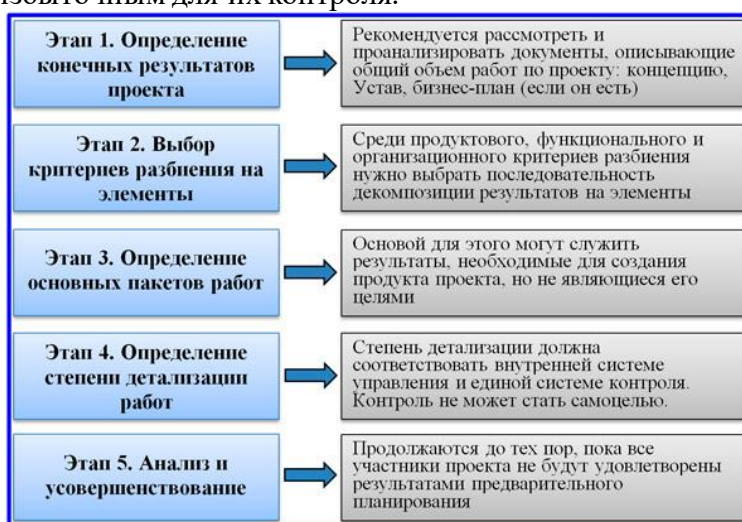 для их контроля.
Этап 1. Определение
конечных результатов
проекта
Рекомендуется рассмотреть и
проанализировать документы, описывающие
общий объем работ по проекту: концепцию,
Устав, бизнес-план (если он есть)
Этап 2. Выбор
критериев разбиения на
элементы
Среди продуктового, функционального и
организационного критериев разбиения
нужно выбрать последовательность
декомпозиции результатов на элементы
Этап 3. Определение
основных пакетов работ
Основой для этого могут служить
результаты, необходимые для создания
продукта проекта, но не являющиеся его
целями
Этап 4. Определение
степени детализации
работ
Степень детализации должна
соответствовать внутренней системе
управления и единой системе контроля.
Контроль не может стать самоцелью.
Этап 5. Анализ и
усовершенствование
Продолжаются до тех пор, пока все
участники проекта не будут удовлетворены
результатами предварительного
планирования